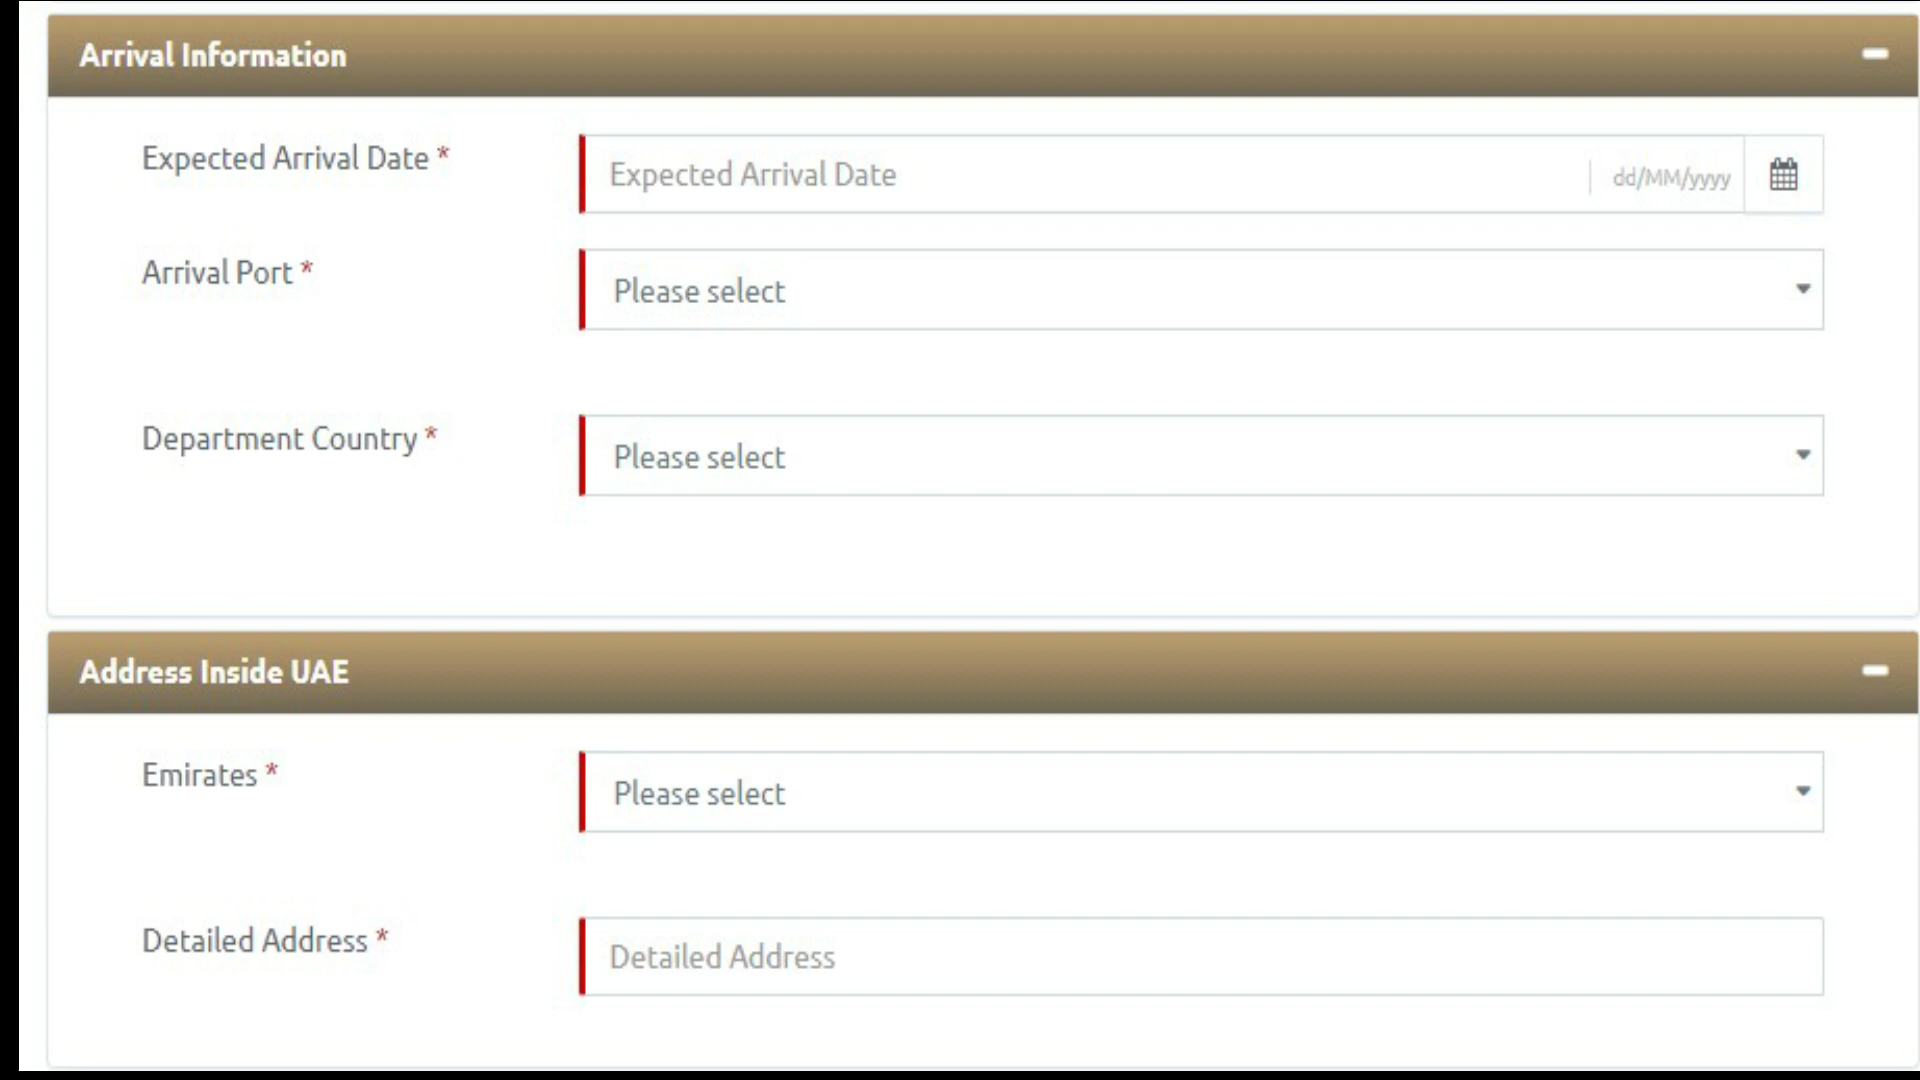 Arrival Information
Expected Arrival Date *
Expected Arrival Date dd/MM/yyyy
Arrival Port *
Please select
Department Country *
Please select
Address Inside UAE
Emirates *
Please select
Detailed Address *
Detailed Address